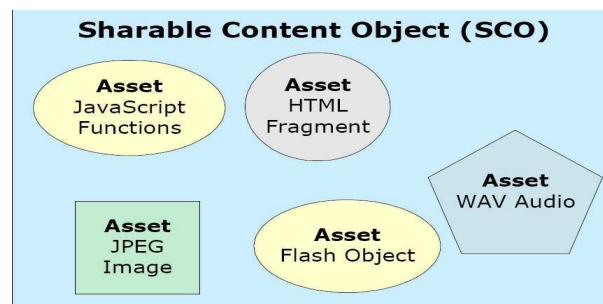 Sharable Content Object (SCO)
Asset
JavaScript
Functions
Asset
HTML
Fragment
Asset
WAV Audio
Asset
JPEG
Image
Asset
Flash Object